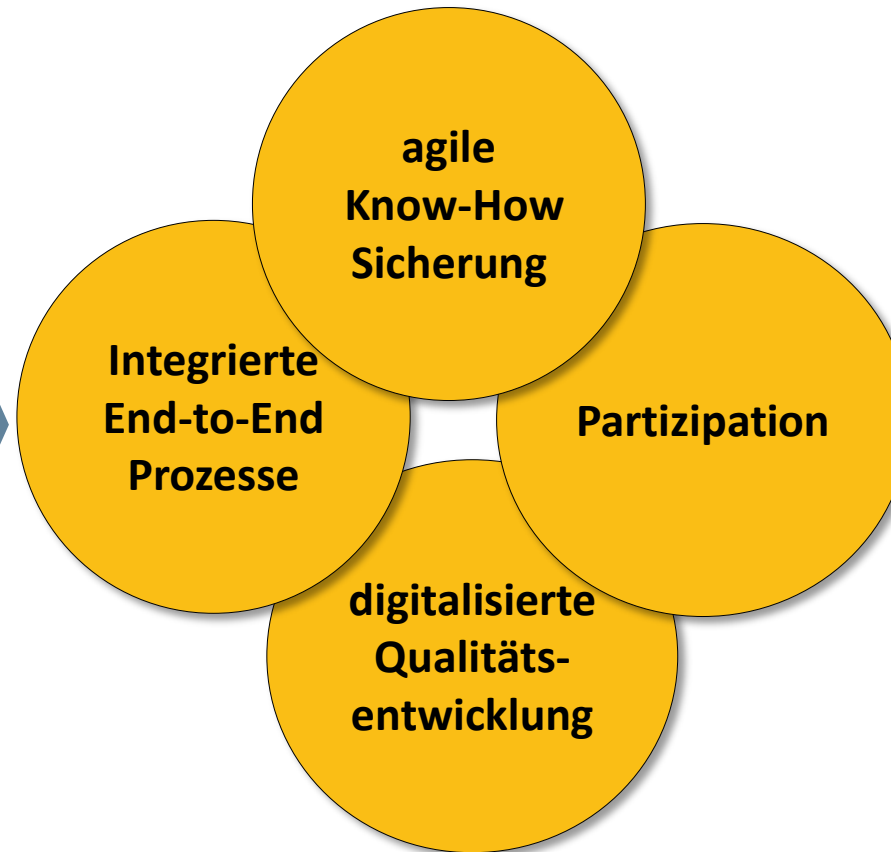 agile
Know-How
Sicherung
Integrierte
End-to-End
Prozesse
Partizipation
digitalisierte
Qualitäts-
entwicklung